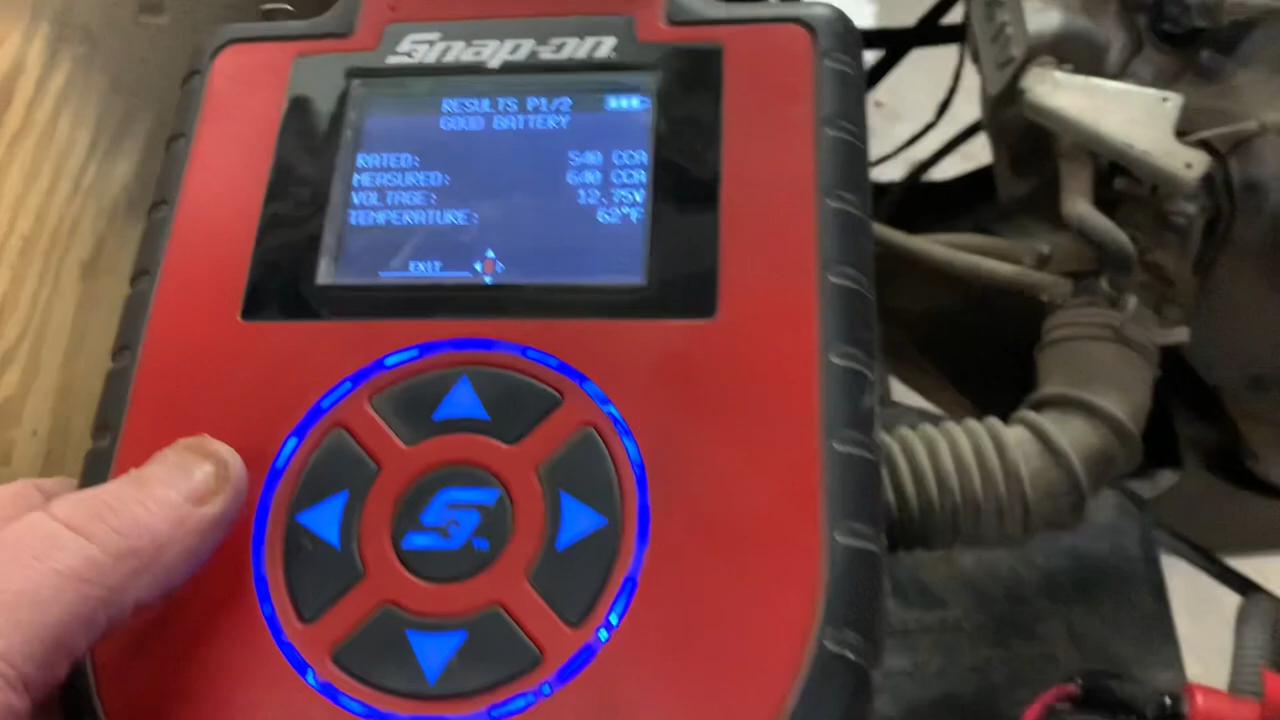 Snap-on
RESULTS P1/2
GOOD BATTERY
RATED: 540 CCA
MEASURED: 640 CCA
VOLTAGE: 12.75V
TEMPERATURE: 62°F
EXIT
S
TM